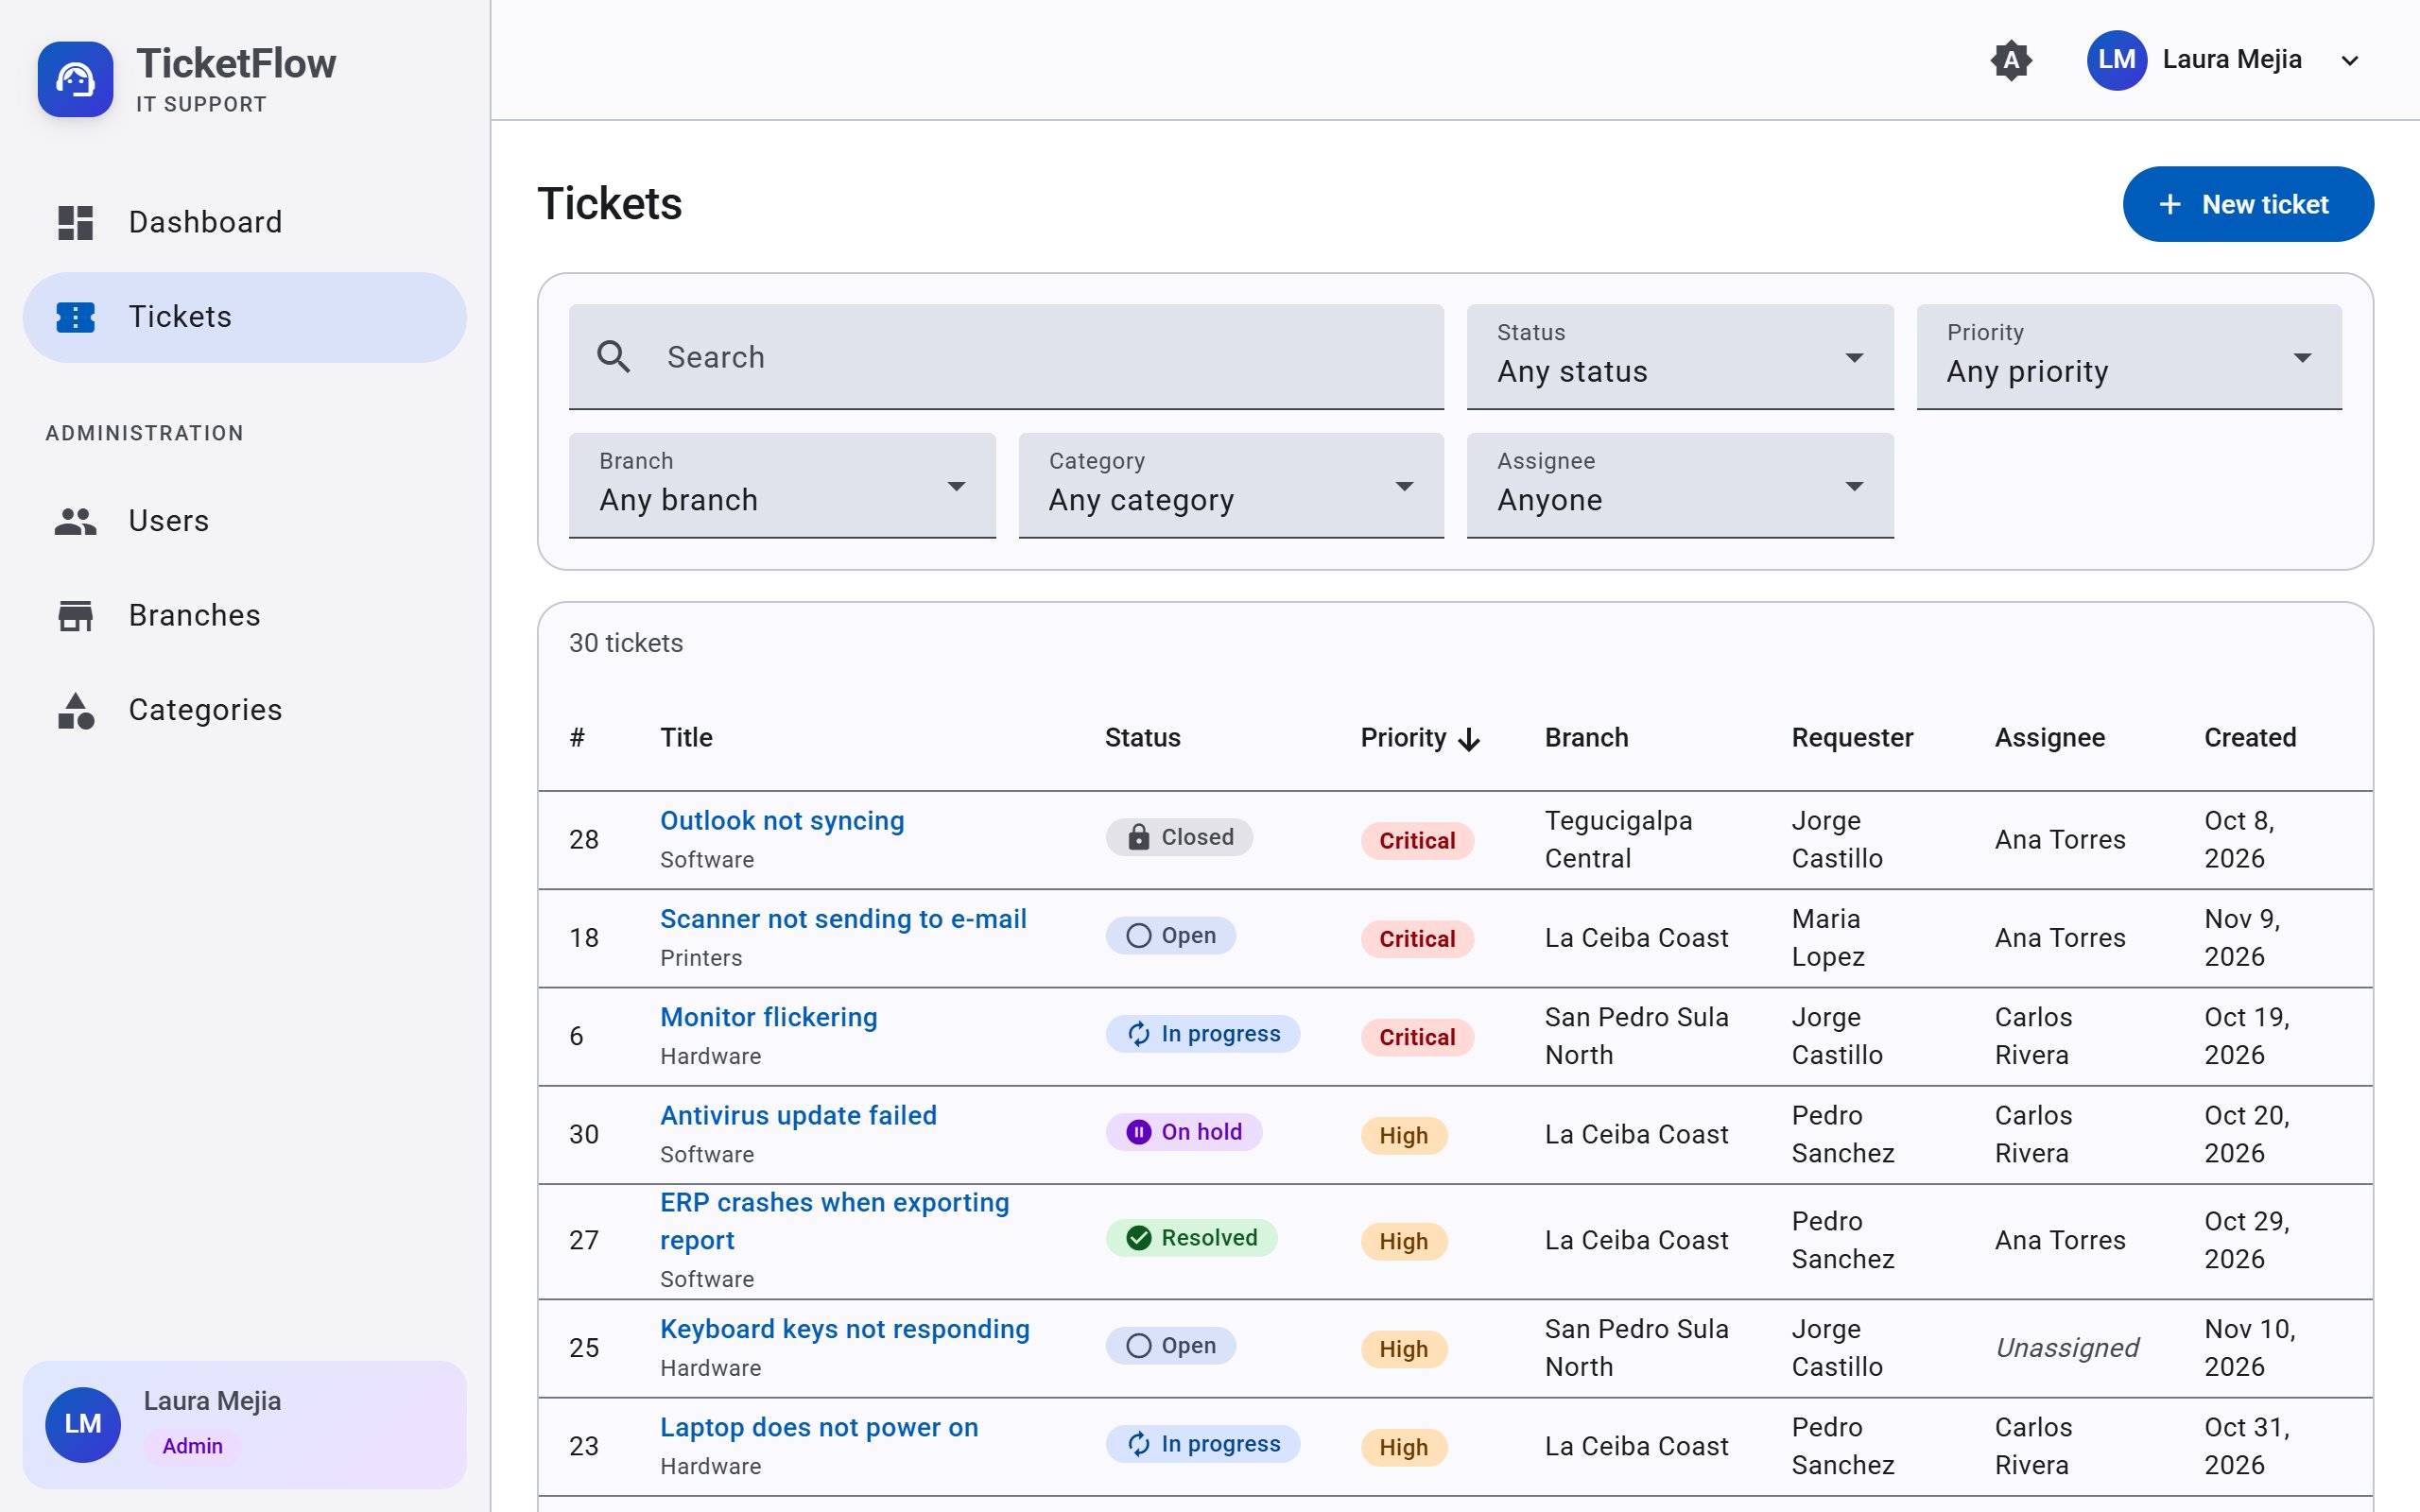 TicketFlow
IT SUPPORT
Dashboard
Tickets
ADMINISTRATION
Users
Branches
Categories
LM
Laura Mejia
Admin
A
LM Laura Mejia
Tickets
New ticket
Search
Status
Any status
Priority
Any priority
Branch
Any branch
Category
Any category
Assignee
Anyone
30 tickets
# Title Status Priority Branch Requester Assignee Created
28
Outlook not syncing
Software
Closed
Critical
Tegucigalpa
Central
Jorge
Castillo
Ana Torres
Oct 8,
2026
18
Scanner not sending to e-mail
Printers
Open
Critical
La Ceiba Coast
Maria
Lopez
Ana Torres
Nov 9,
2026
6
Monitor flickering
Hardware
In progress
Critical
San Pedro Sula
North
Jorge
Castillo
Carlos
Rivera
Oct 19,
2026
30
Antivirus update failed
Software
On hold
High
La Ceiba Coast
Pedro
Sanchez
Carlos
Rivera
Oct 20,
2026
27
ERP crashes when exporting
report
Software
Resolved
High
La Ceiba Coast
Pedro
Sanchez
Ana Torres
Oct 29,
2026
25
Keyboard keys not responding
Hardware
Open
High
San Pedro Sula
North
Jorge
Castillo
Unassigned
Nov 10,
2026
23
Laptop does not power on
Hardware
In progress
High
La Ceiba Coast
Pedro
Sanchez
Carlos
Rivera
Oct 31,
2026